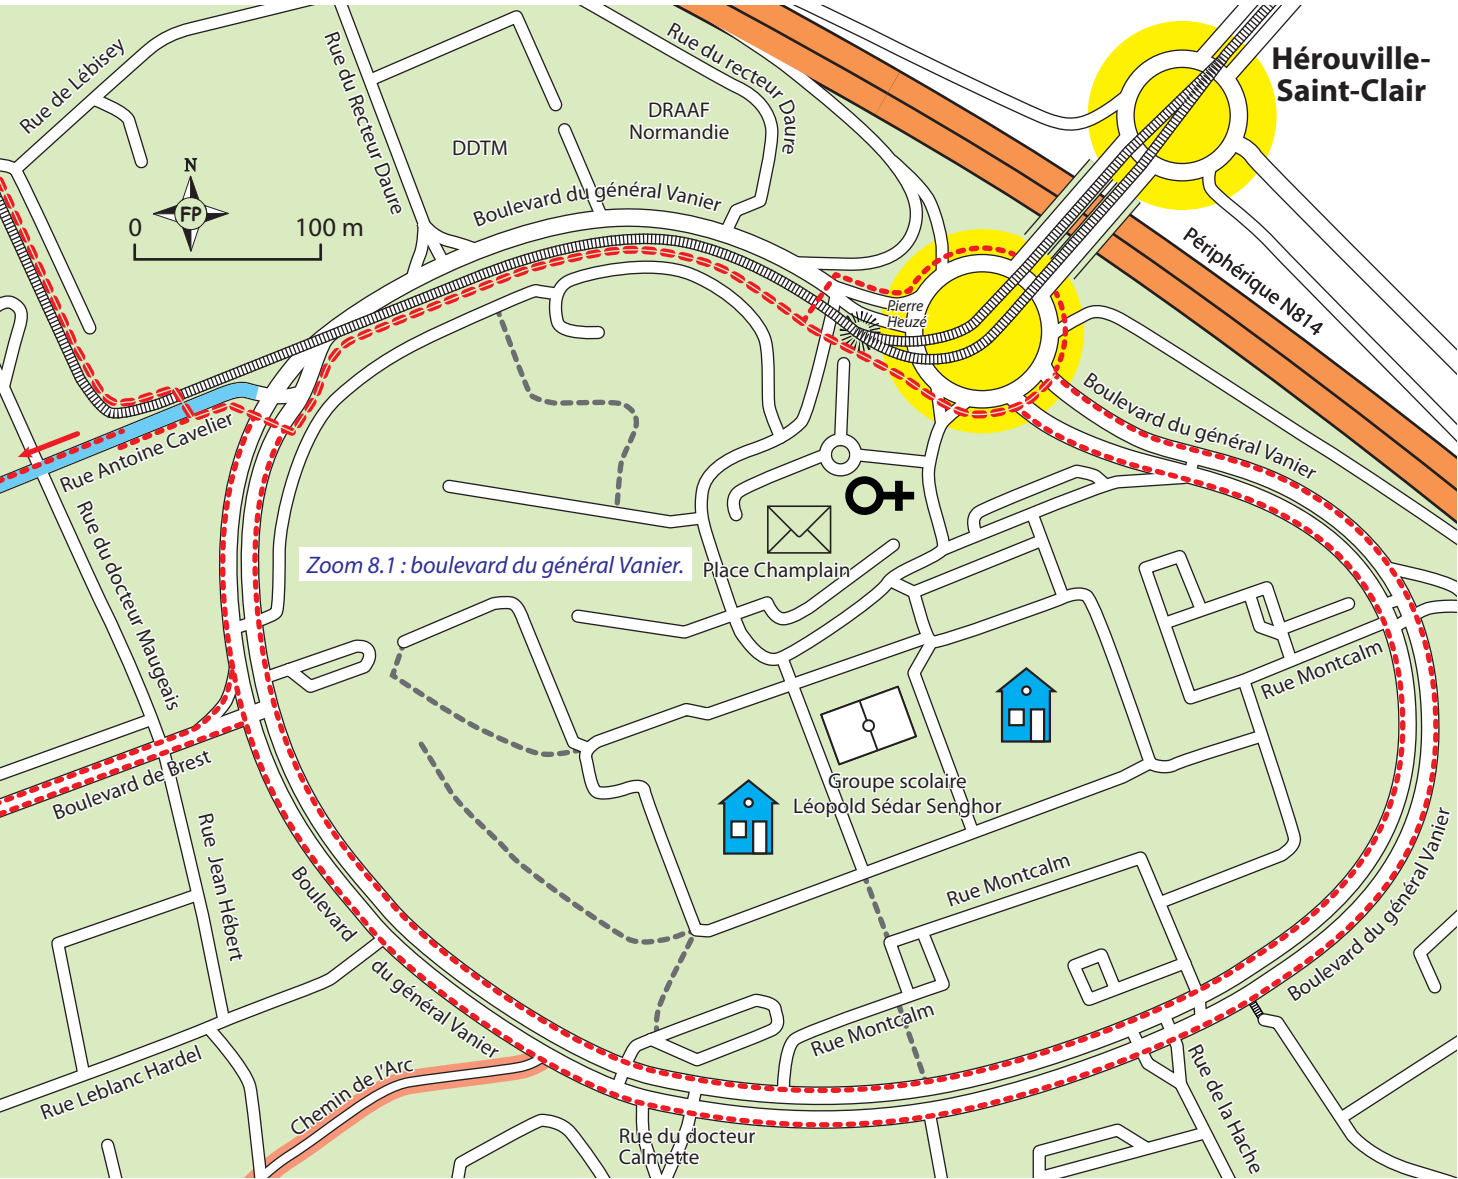 Rue de Lébisey
Rue du Recteur Daure
Rue du recteur Daure
DRAAF
Normandie
DDTM
Hérouville-
Saint-Clair
N
FP
0 100 m
Boulevard du général Vanier
Périphérique N814
Pierre
Heuzé
Boulevard du général Vanier
Rue Antoine Cavelier
Rue du docteur Maugeais
Zoom 8.1 : boulevard du général Vanier.
Place Champlain
Rue Montcalm
Boulevard de Brest
Groupe scolaire
Léopold Sédar Senghor
Rue Jean Hébert
Boulevard
du général Vanier
Rue Montcalm
Boulevard du général Vanier
Rue Montcalm
Rue Leblanc Hardel
Chemin de l'Arc
Rue du docteur
Calmette
Rue de la Hache